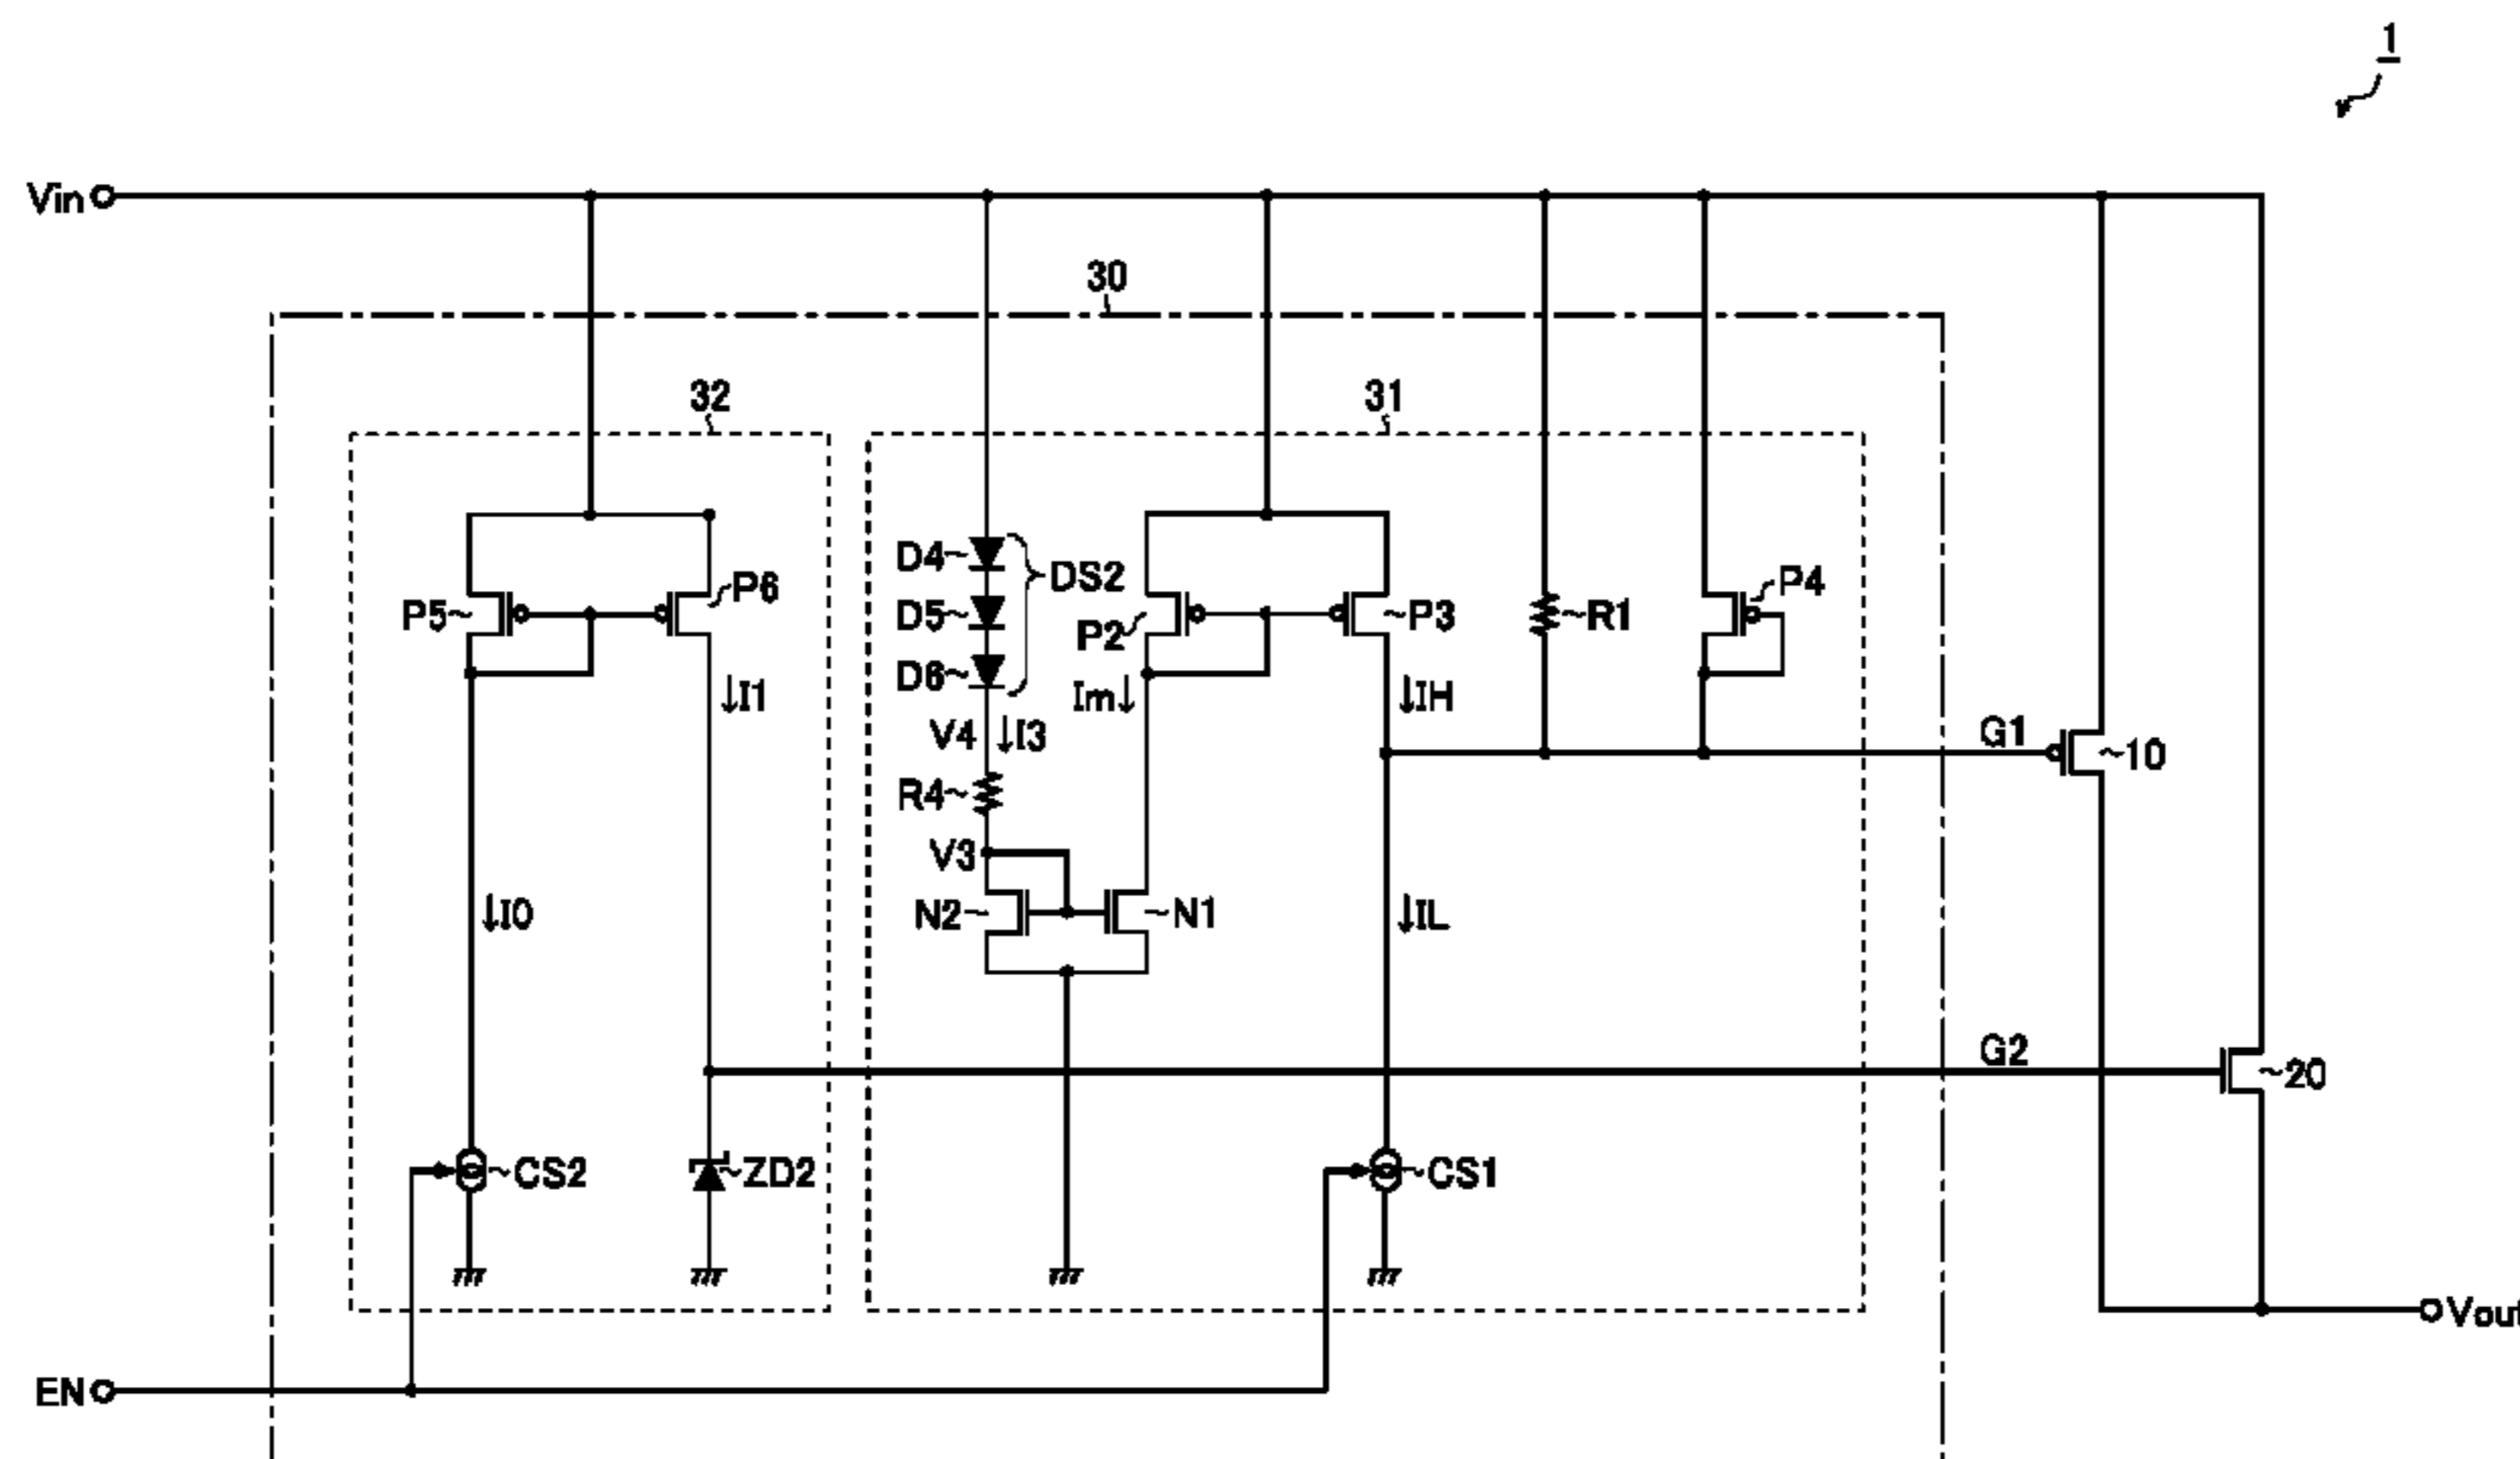 1
Vin
30
32
31
D4
DS2
P6
P4
P5
D5
P2
P3
R1
D6
I1
Im
IH
V4
I3
G1
10
R4
V3
N2
N1
I0
IL
G2
20
CS2
ZD2
CS1
Vout
EN